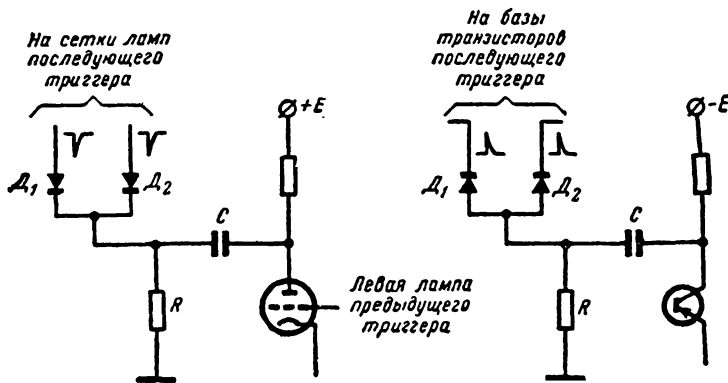 На сетки ламп
последующего
триггера
+E
Д1
Д2
C
R
Левая лампа
предыдущего
триггера
На базы
транзисторов
последующего
триггера
-E
Д1
Д2
C
R